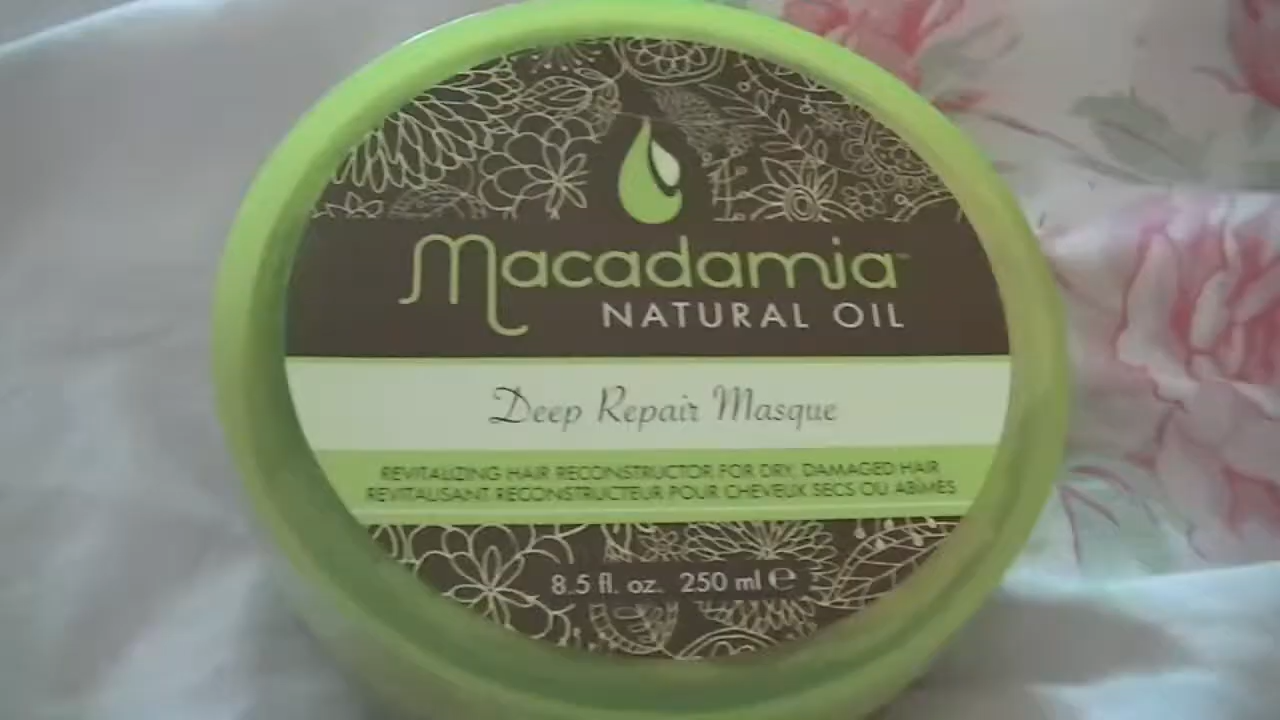 Macadamia™
NATURAL OIL
Deep Repair Masque
REVITALIZING HAIR RECONSTRUCTOR FOR DRY, DAMAGED HAIR
REVITALISANT RECONSTRUCTEUR POUR CHEVEUX SECS OU ABÎMÉS
8.5 fl. oz. 250 ml ℮